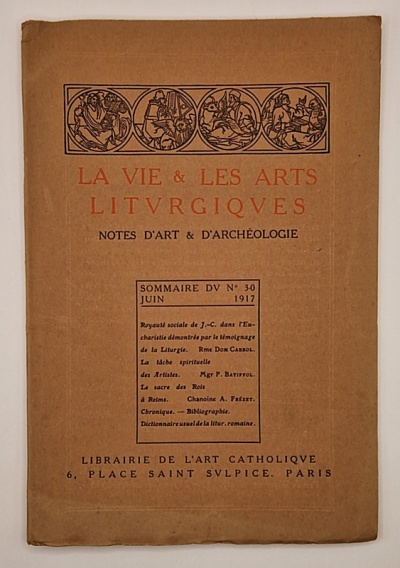 LA VIE & LES ARTS
LITVRGIQVES
NOTES D'ART & D'ARCHÉOLOGIE
SOMMAIRE DV Nº 30
JUIN 1917
Royauté sociale de J.-C. dans l'Eu-
charistie démontrée par le témoignage
de la Liturgie. Rme Dom Cabrol.
La tâche spirituelle
des Artistes. Mgr P. Batiffol.
Le sacre des Rois
à Reims. Chanoine A. Frézet.
Chronique. — Bibliographie.
Dictionnaire usuel de la litur. romaine.
LIBRAIRIE DE L'ART CATHOLIQVE
6, PLACE SAINT SVLPICE. PARIS